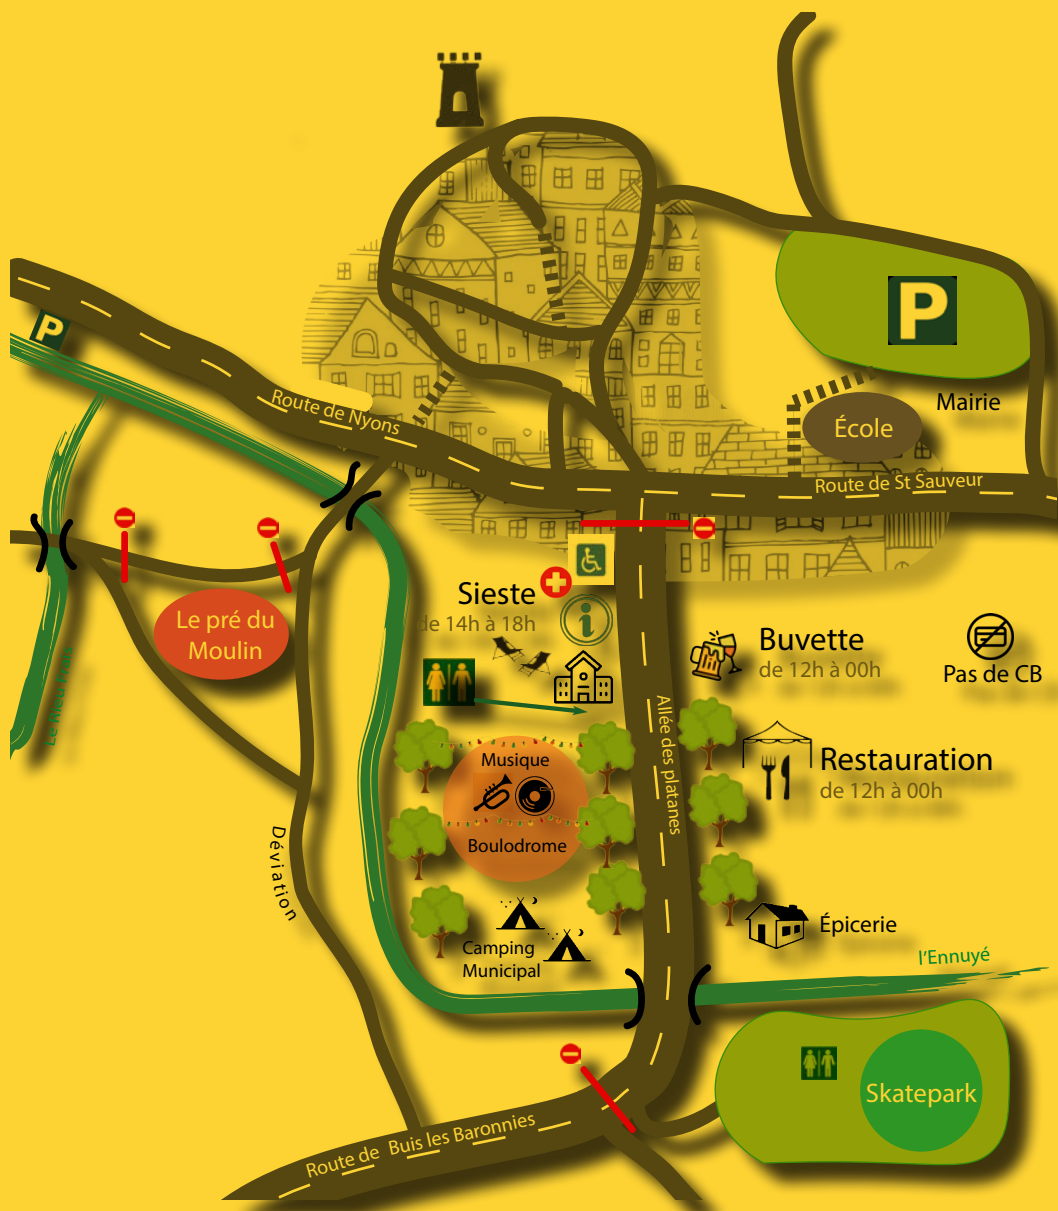 P
P
Route de Nyons
Mairie
École
Route de St Sauveur
Sieste
de 14h à 18h
i
Le pré du
Moulin
Buvette
de 12h à 00h
Pas de CB
Allée des platanes
Musique
Boulodrome
Restauration
de 12h à 00h
Déviation
Camping
Municipal
Épicerie
l'Ennuyé
Skatepark
Route de Buis les Baronnies